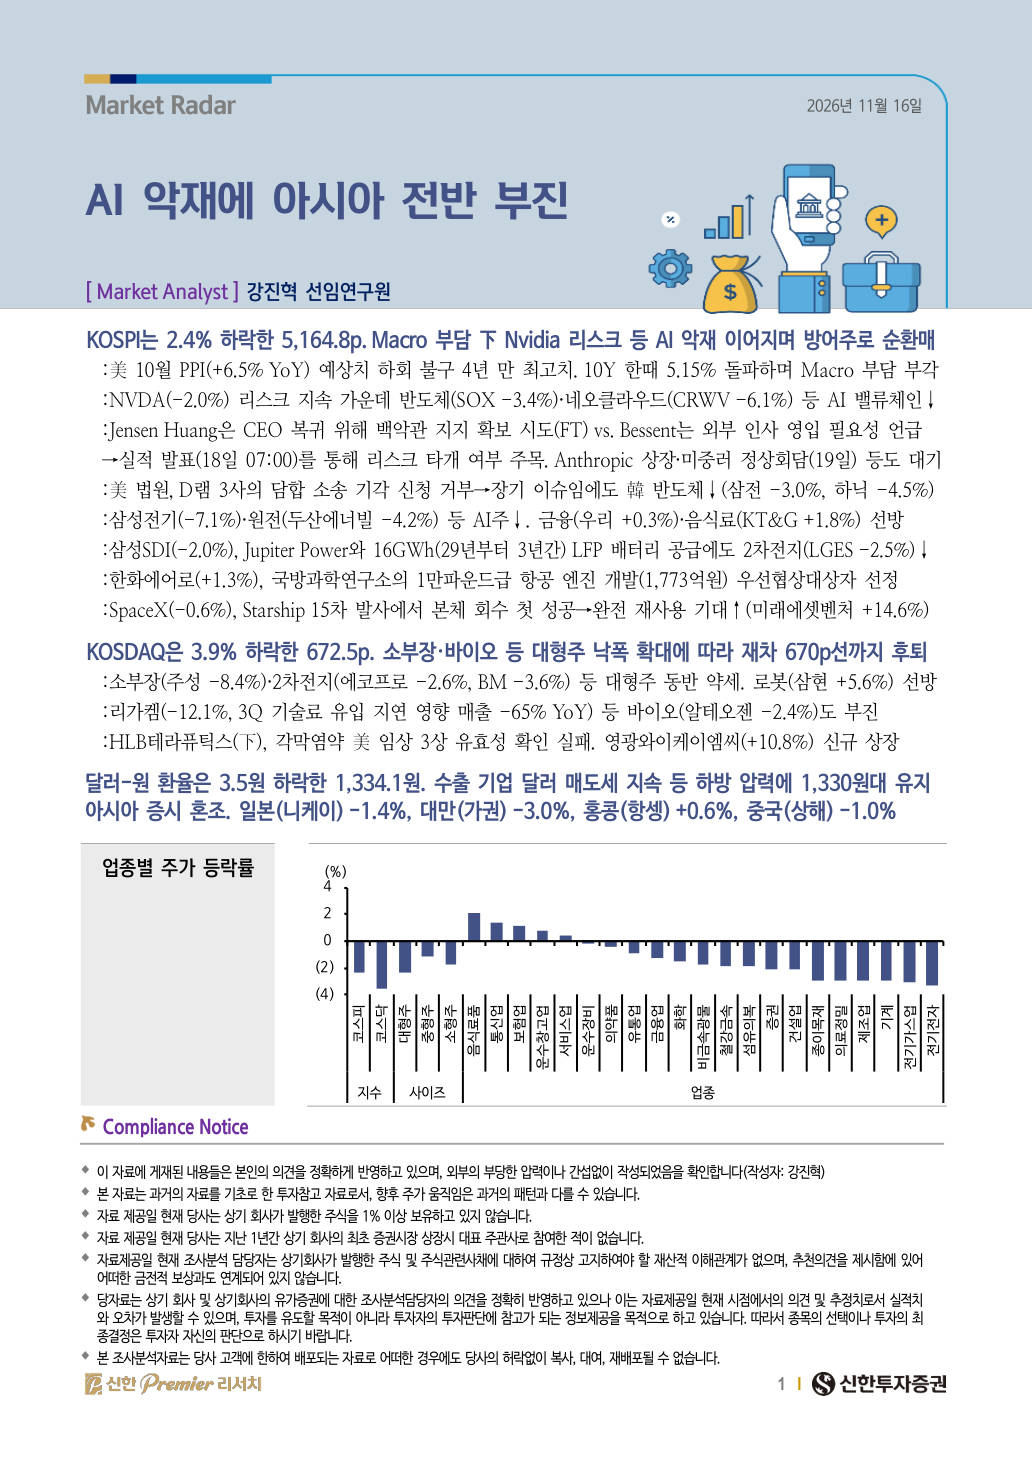 Market Radar
2026년 11월 16일
AI 악재에 아시아 전반 부진
[ Market Analyst ] 강진혁 선임연구원
KOSPI는 2.4% 하락한 5,164.8p. Macro 부담 下 Nvidia 리스크 등 AI 악재 이어지며 방어주로 순환매
:美 10월 PPI(+6.5% YoY) 예상치 하회 불구 4년 만 최고치. 10Y 한때 5.15% 돌파하며 Macro 부담 부각
:NVDA(-2.0%) 리스크 지속 가운데 반도체(SOX -3.4%)·네오클라우드(CRWV -6.1%) 등 AI 밸류체인↓
:Jensen Huang은 CEO 복귀 위해 백악관 지지 확보 시도(FT) vs. Bessent는 외부 인사 영입 필요성 언급
→실적 발표(18일 07:00)를 통해 리스크 타개 여부 주목. Anthropic 상장·미중러 정상회담(19일) 등도 대기
:美 법원, D램 3사의 담합 소송 기각 신청 거부→장기 이슈임에도 韓 반도체↓(삼전 -3.0%, 하닉 -4.5%)
:삼성전기(-7.1%)·원전(두산에너빌 -4.2%) 등 AI주↓. 금융(우리 +0.3%)·음식료(KT&G +1.8%) 선방
:삼성SDI(-2.0%), Jupiter Power와 16GWh(29년부터 3년간) LFP 배터리 공급에도 2차전지(LGES -2.5%)↓
:한화에어로(+1.3%), 국방과학연구소의 1만파운드급 항공 엔진 개발(1,773억원) 우선협상대상자 선정
:SpaceX(-0.6%), Starship 15차 발사에서 본체 회수 첫 성공→완전 재사용 기대↑(미래에셋벤처 +14.6%)
KOSDAQ은 3.9% 하락한 672.5p. 소부장·바이오 등 대형주 낙폭 확대에 따라 재차 670p선까지 후퇴
:소부장(주성 -8.4%)·2차전지(에코프로 -2.6%, BM -3.6%) 등 대형주 동반 약세. 로봇(삼현 +5.6%) 선방
:리가켐(-12.1%, 3Q 기술료 유입 지연 영향 매출 -65% YoY) 등 바이오(알테오젠 -2.4%)도 부진
:HLB테라퓨틱스(下), 각막염약 美 임상 3상 유효성 확인 실패. 영광와이케이엠씨(+10.8%) 신규 상장
달러-원 환율은 3.5원 하락한 1,334.1원. 수출 기업 달러 매도세 지속 등 하방 압력에 1,330원대 유지
아시아 증시 혼조. 일본(니케이) -1.4%, 대만(가권) -3.0%, 홍콩(항셍) +0.6%, 중국(상해) -1.0%
업종별 주가 등락률
(%)
4
2
0
(2)
(4)
코스피
코스닥
대형주
중형주
소형주
음식료품
통신업
보험업
운수창고업
서비스업
운수장비
의약품
유통업
금융업
화학
비금속광물
철강금속
섬유의복
증권
건설업
종이목재
의료정밀
제조업
기계
전기가스업
전기전자
지수
사이즈
업종
Compliance Notice
◆ 이 자료에 게재된 내용들은 본인의 의견을 정확하게 반영하고 있으며, 외부의 부당한 압력이나 간섭없이 작성되었음을 확인합니다(작성자: 강진혁)
◆ 본 자료는 과거의 자료를 기초로 한 투자참고 자료로서, 향후 주가 움직임은 과거의 패턴과 다를 수 있습니다.
◆ 자료 제공일 현재 당사는 상기 회사가 발행한 주식을 1% 이상 보유하고 있지 않습니다.
◆ 자료 제공일 현재 당사는 지난 1년간 상기 회사의 최초 증권시장 상장시 대표 주관사로 참여한 적이 없습니다.
◆ 자료제공일 현재 조사분석 담당자는 상기회사가 발행한 주식 및 주식관련사채에 대하여 규정상 고지하여야 할 재산적 이해관계가 없으며, 추천의견을 제시함에 있어
어떠한 금전적 보상과도 연계되어 있지 않습니다.
◆ 당자료는 상기 회사 및 상기회사의 유가증권에 대한 조사분석담당자의 의견을 정확히 반영하고 있으나 이는 자료제공일 현재 시점에서의 의견 및 추정치로서 실적치
와 오차가 발생할 수 있으며, 투자를 유도할 목적이 아니라 투자자의 투자판단에 참고가 되는 정보제공을 목적으로 하고 있습니다. 따라서 종목의 선택이나 투자의 최
종결정은 투자자 자신의 판단으로 하시기 바랍니다.
◆ 본 조사분석자료는 당사 고객에 한하여 배포되는 자료로 어떠한 경우에도 당사의 허락없이 복사, 대여, 재배포될 수 없습니다.
신한 Premier 리서치
1 | 신한투자증권